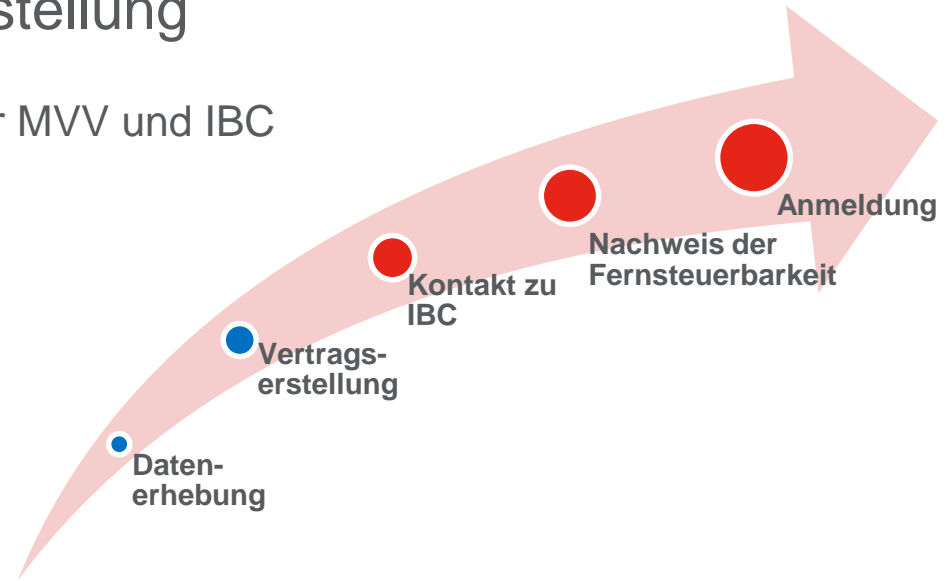 stellung
r MVV und IBC
Anmeldung
Nachweis der
Fernsteuerbarkeit
Kontakt zu
IBC
Vertrags-
erstellung
Daten-
erhebung